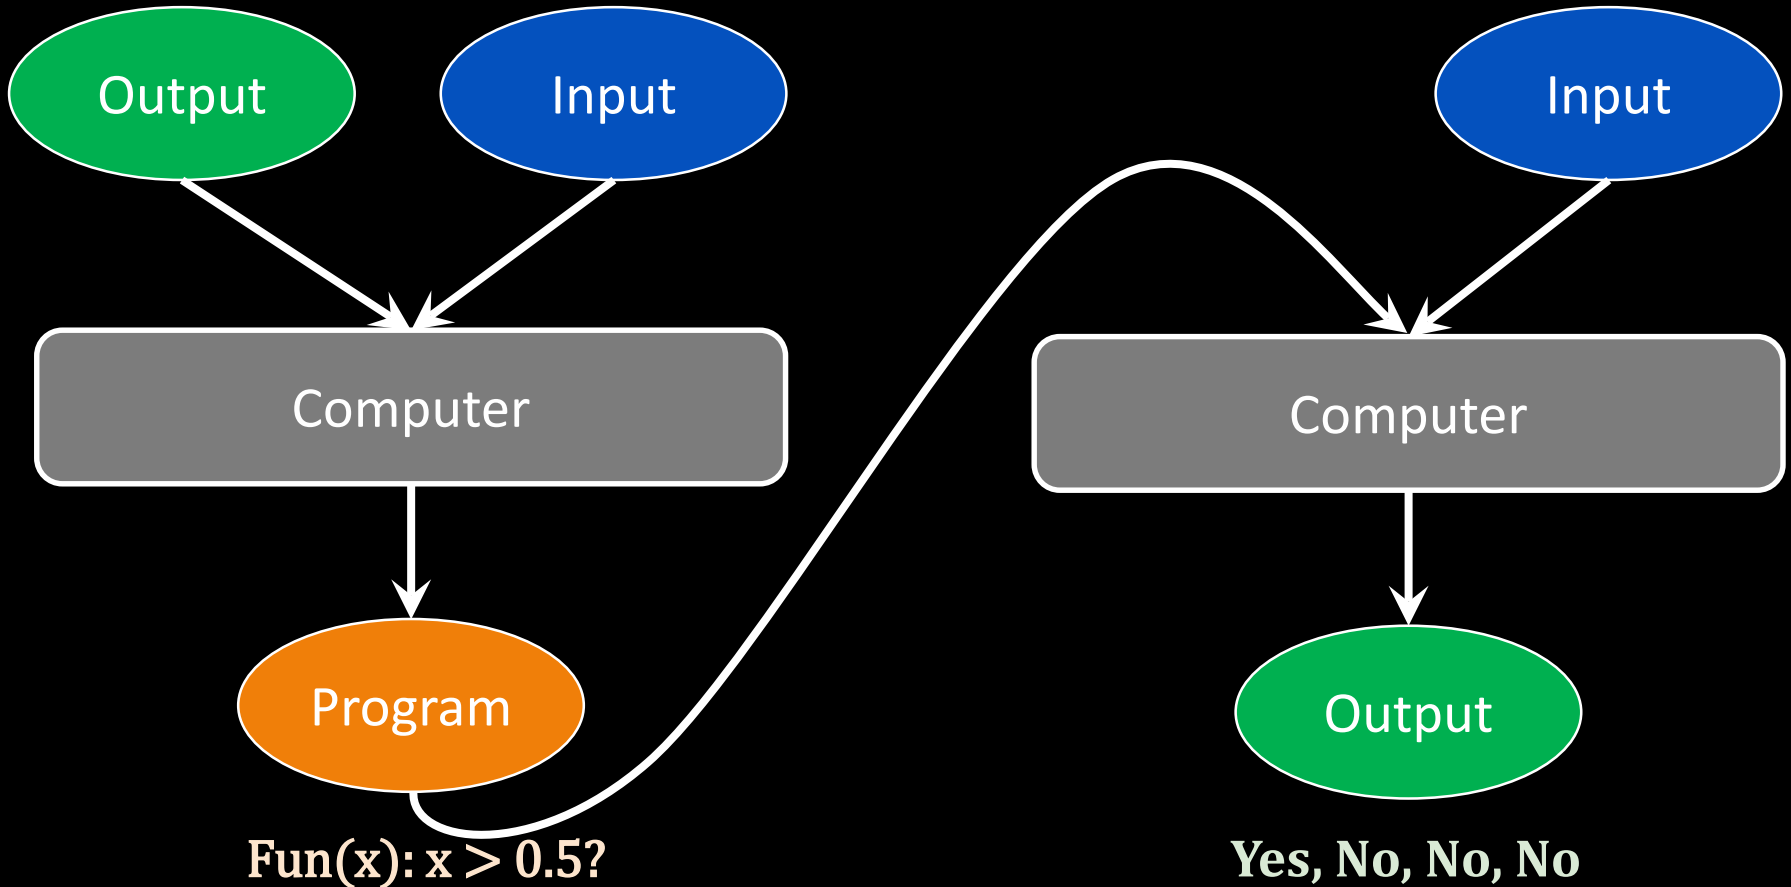 Output
Input
Input
Computer
Computer
Program
Output
Fun(x): x > 0.5?
Yes, No, No, No